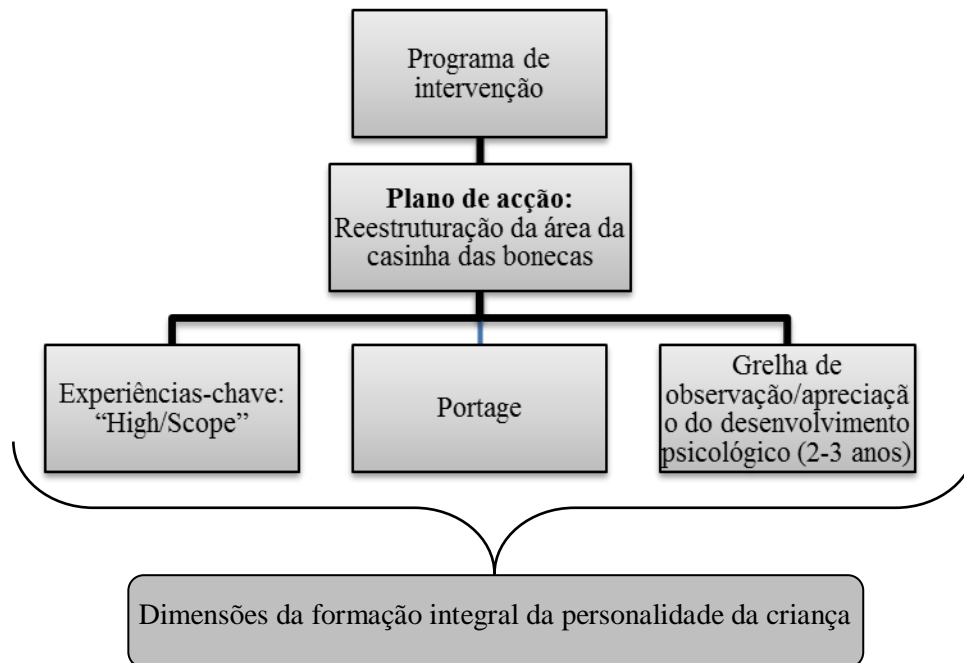 Programa de
intervenção
Plano de acção:
Reestruturação da área da
casinha das bonecas
Experiências-chave:
“High/Scope”
Portage
Grelha de
observação/apreciaçã
o do desenvolvimento
psicológico (2-3 anos)
Dimensões da formação integral da personalidade da criança